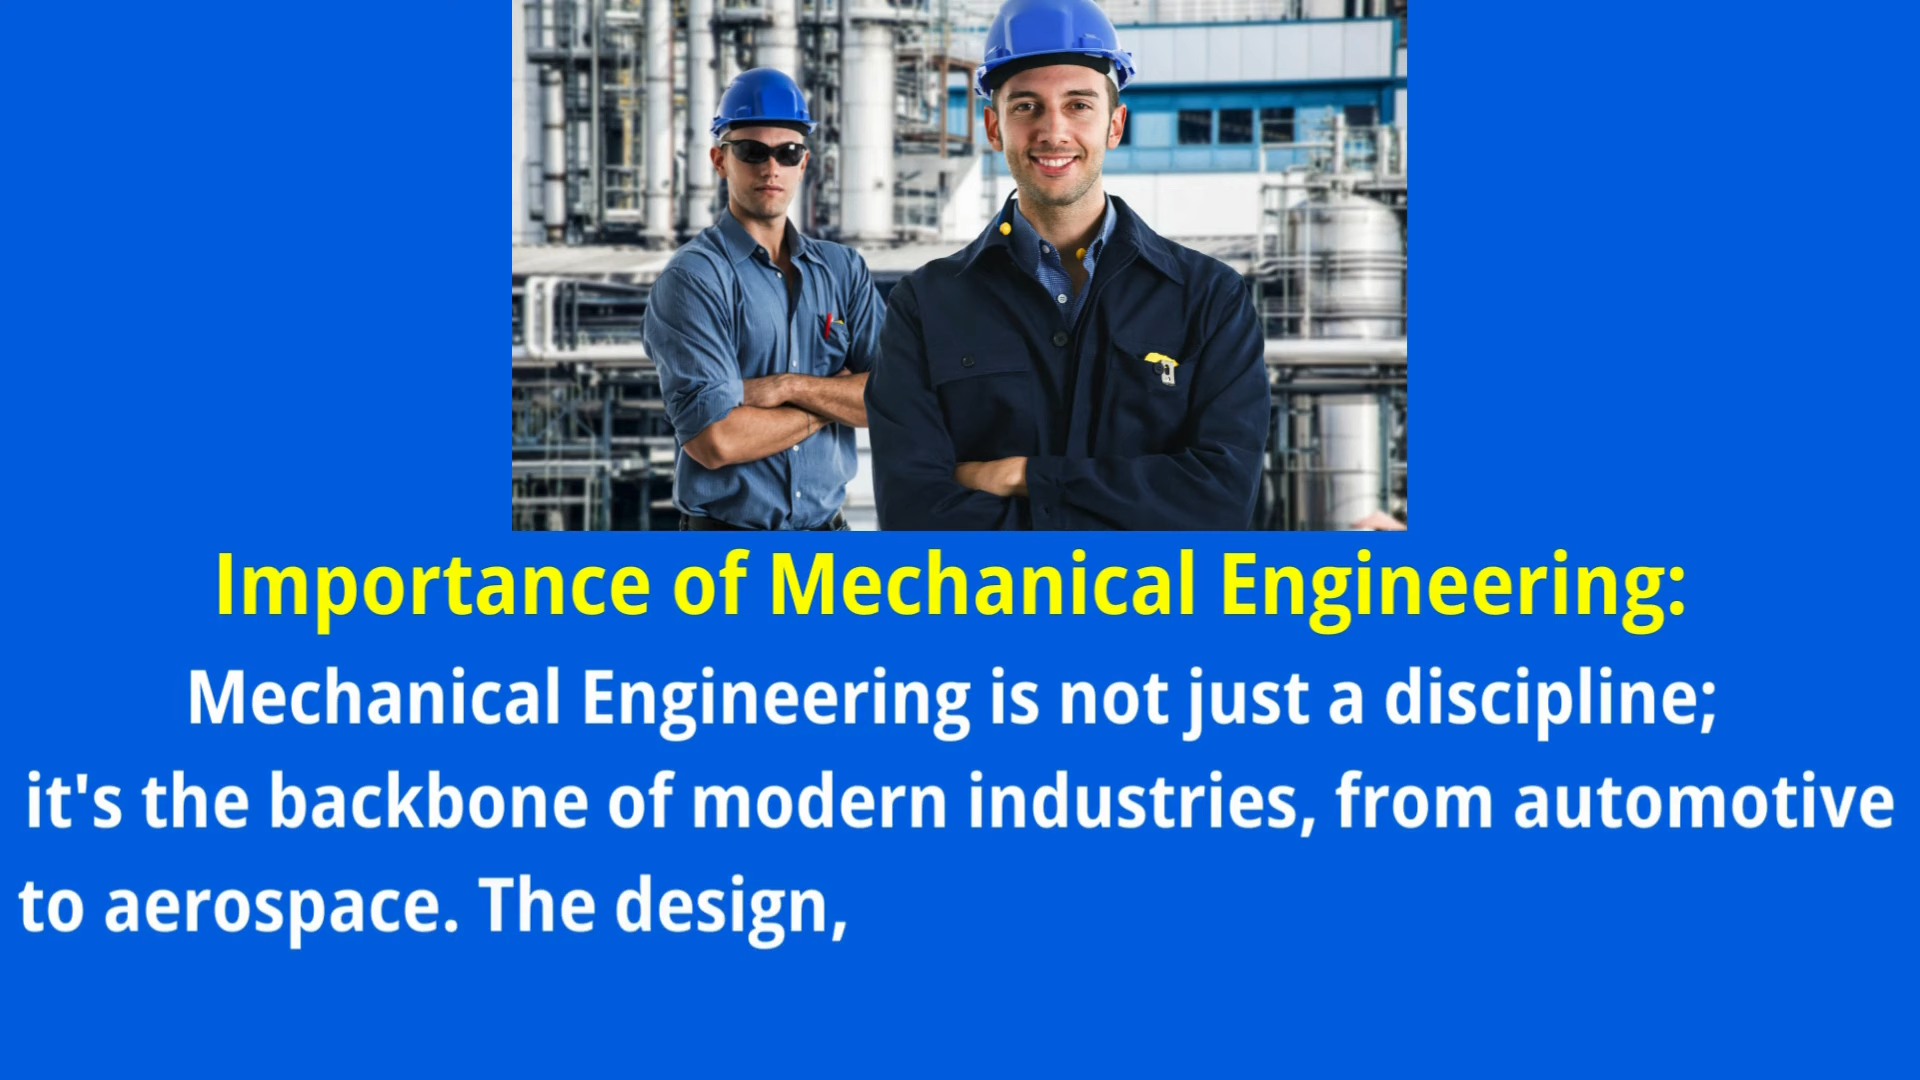 Importance of Mechanical Engineering:
Mechanical Engineering is not just a discipline;
it's the backbone of modern industries, from automotive
to aerospace. The design,